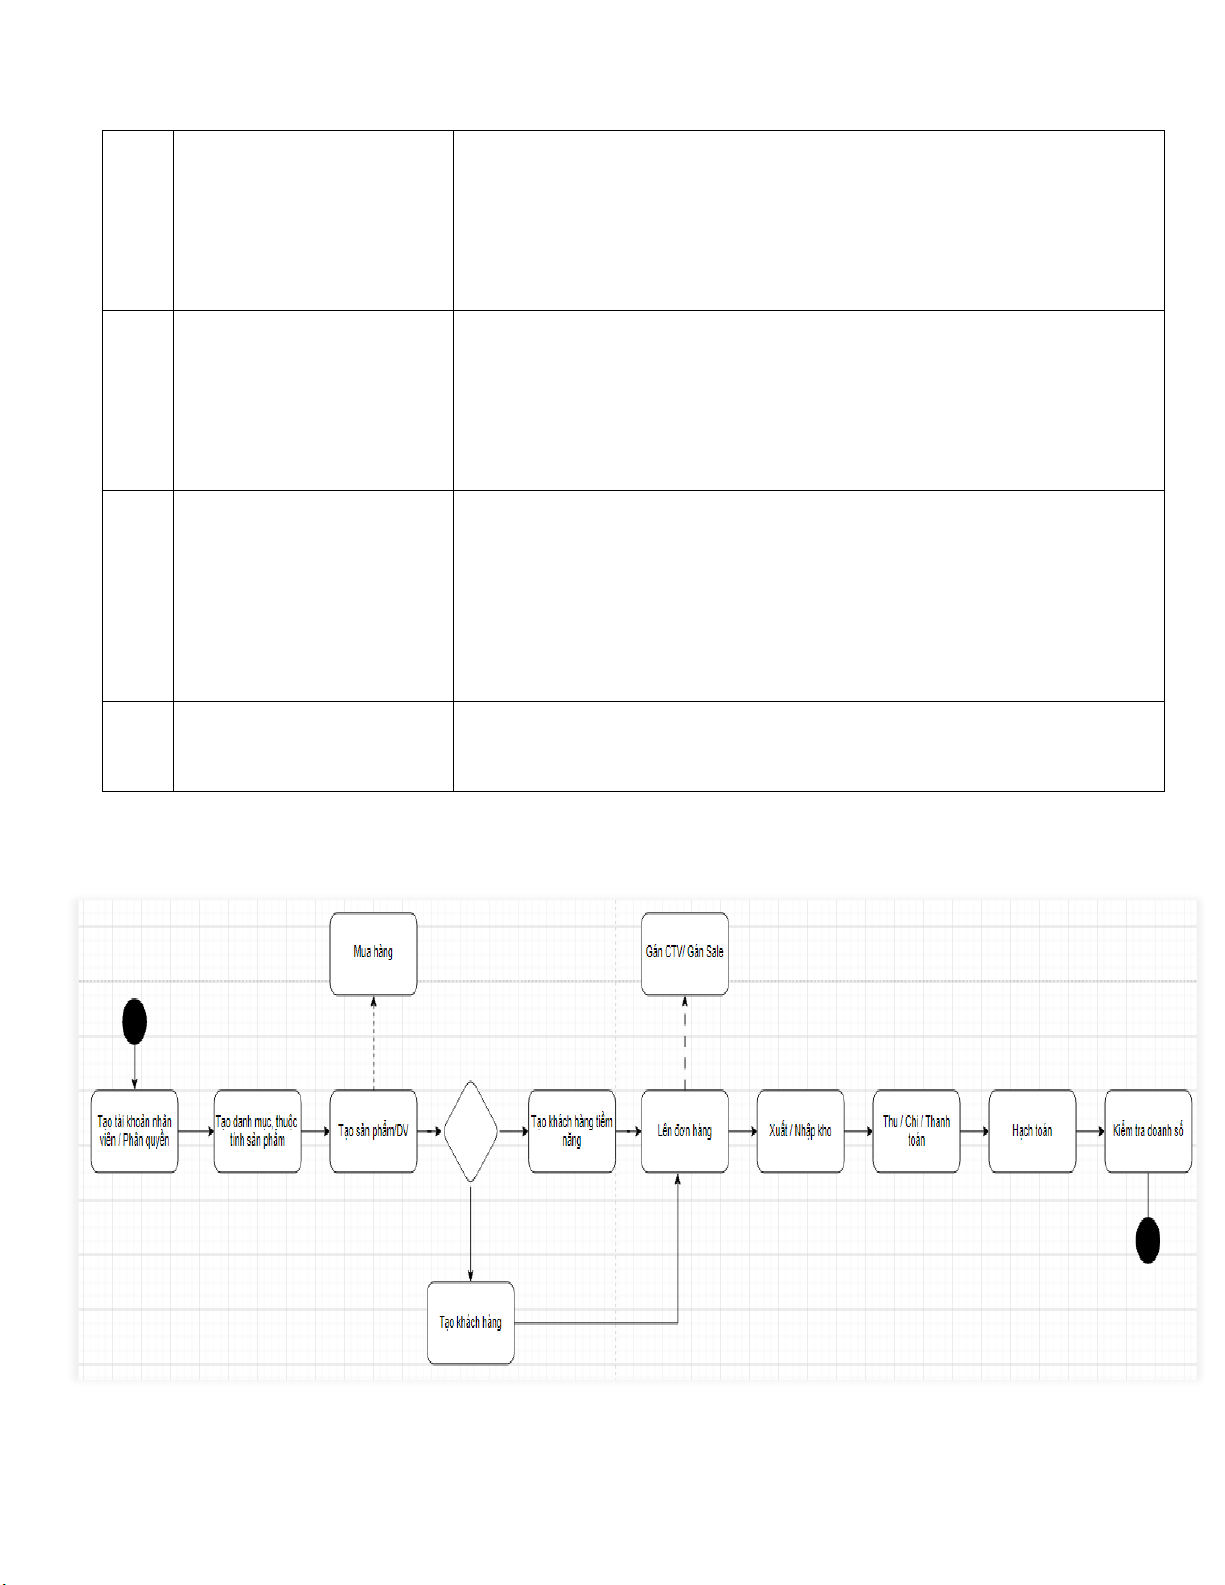 Mua hàng
Gán CTV/ Gán Sale
Tạo tài khoản nhân
viên / Phân quyền
Tạo danh mục, thuộc
tính sản phẩm
Tạo sản phẩm/DV
Tạo khách hàng tiềm
năng
Lên đơn hàng
Xuất / Nhập kho
Thu / Chi / Thanh
toán
Hạch toán
Kiểm tra doanh số
Tạo khách hàng